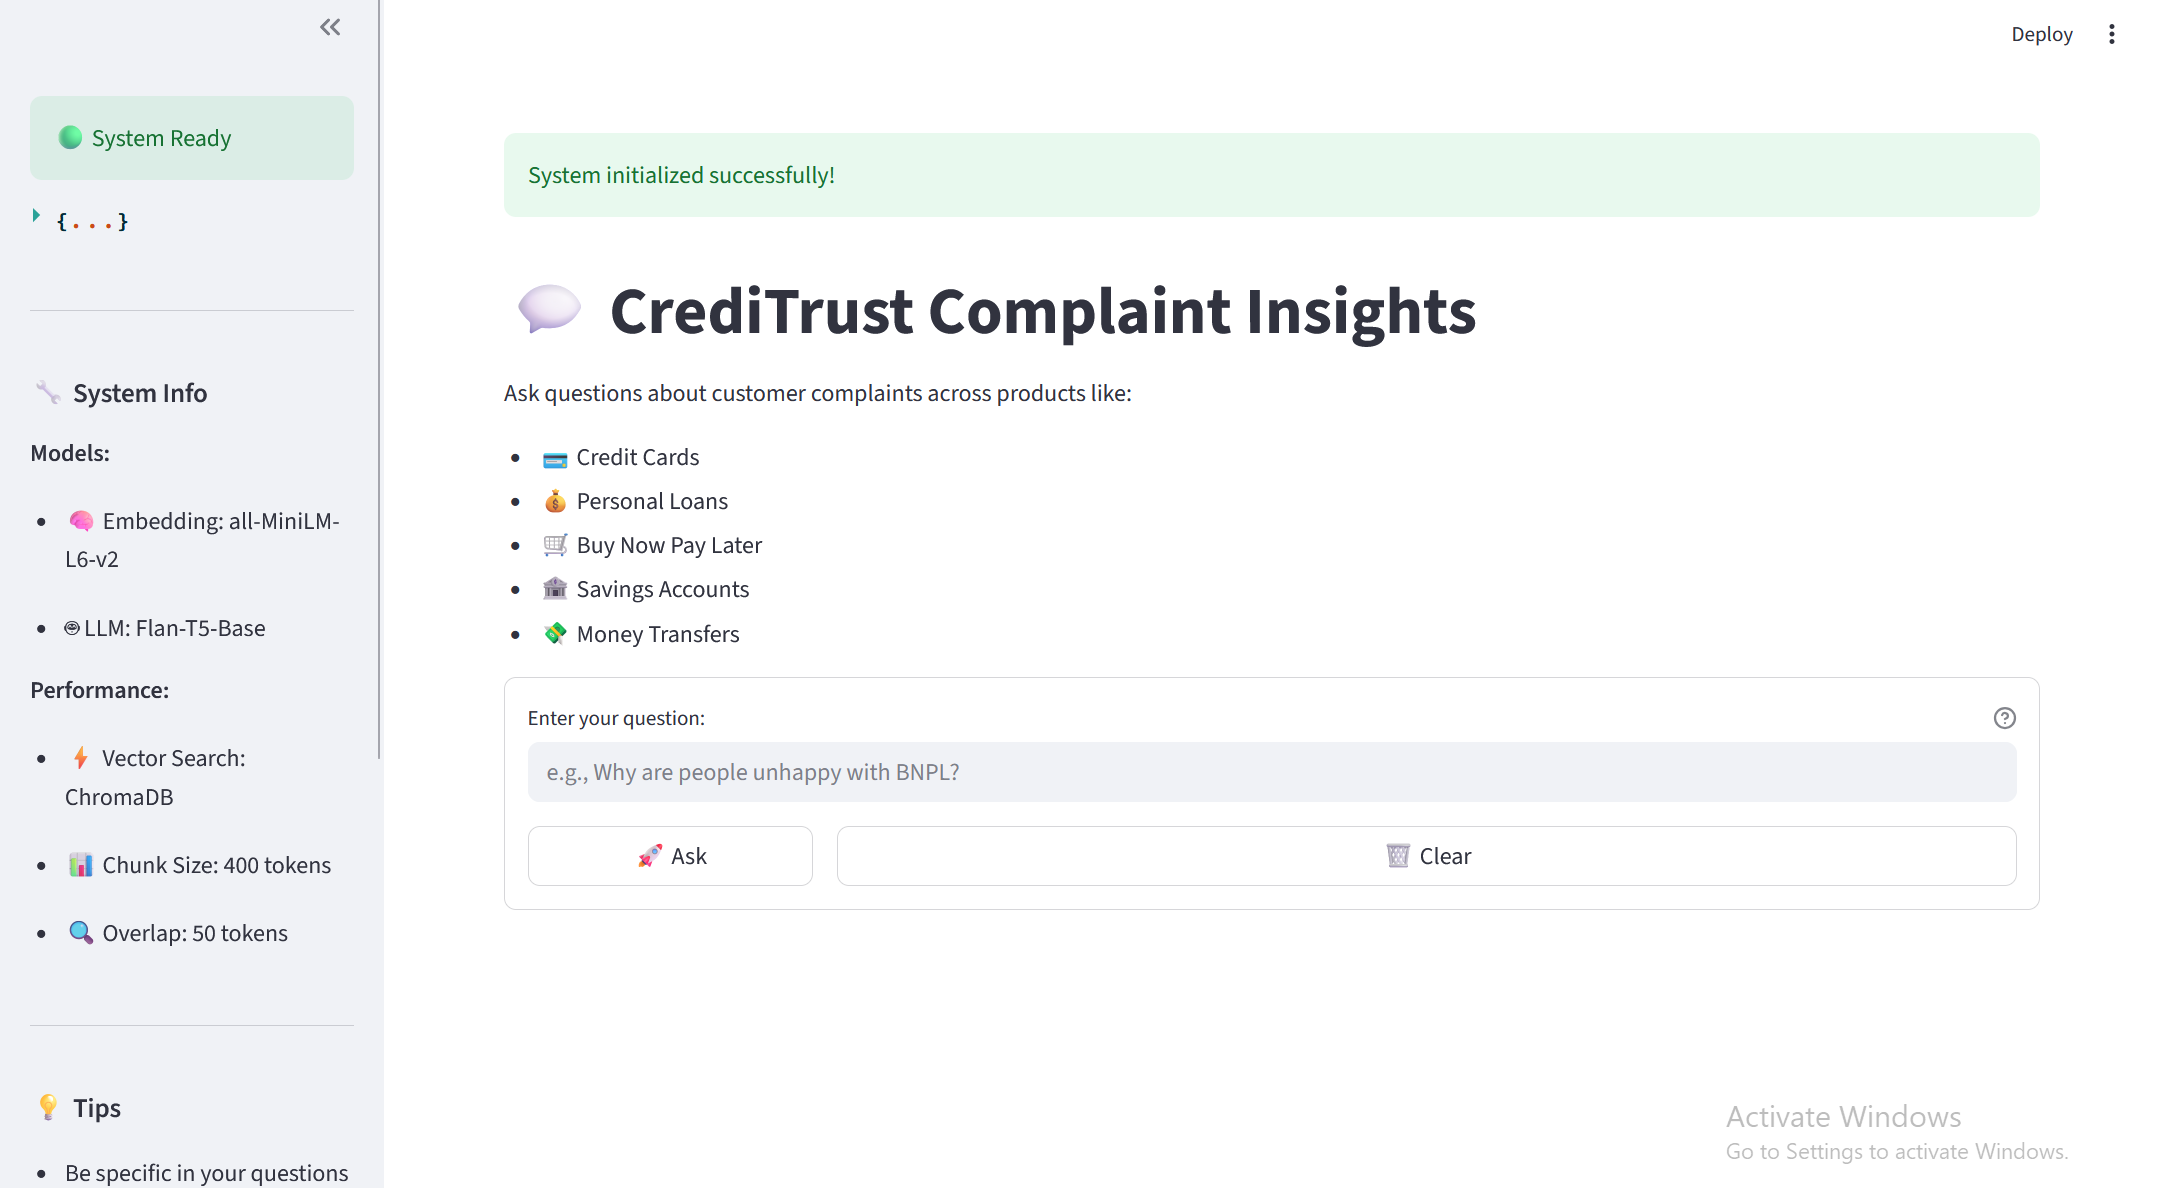 Deploy
🟢 System Ready
{...}
🔧 System Info
Models:
• 🧠 Embedding: all-MiniLM-
L6-v2
• 🤖 LLM: Flan-T5-Base
Performance:
• ⚡ Vector Search:
ChromaDB
• 📊 Chunk Size: 400 tokens
• 🔍 Overlap: 50 tokens
💡 Tips
• Be specific in your questions
System initialized successfully!
💬 CrediTrust Complaint Insights
Ask questions about customer complaints across products like:
• 💳 Credit Cards
• 💰 Personal Loans
• 🛒 Buy Now Pay Later
• 🏦 Savings Accounts
• 💸 Money Transfers
Enter your question:
e.g., Why are people unhappy with BNPL?
🚀 Ask
🗑️ Clear
Activate Windows
Go to Settings to activate Windows.